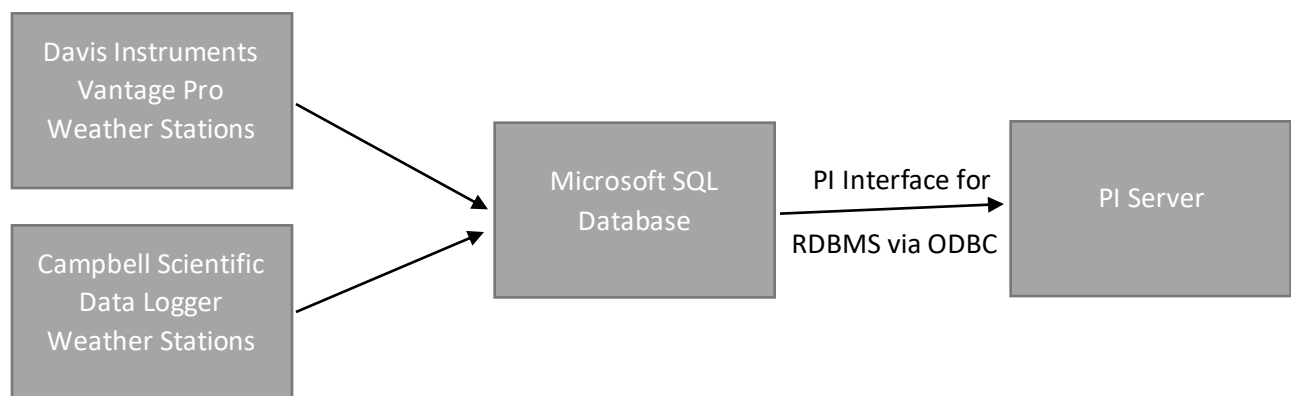 Davis Instruments
Vantage Pro
Weather Stations
Campbell Scientific
Data Logger
Weather Stations
Microsoft SQL
Database
PI Interface for
RDBMS via ODBC
PI Server